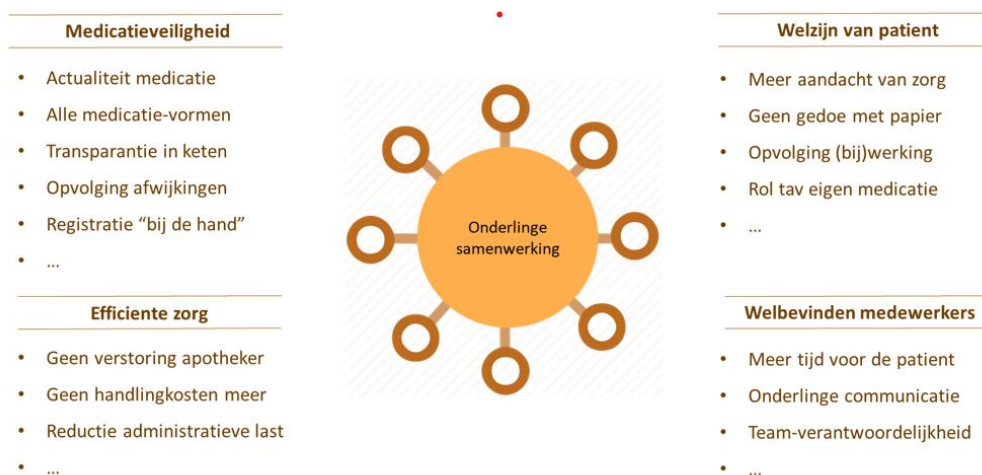 Medicatieveiligheid
• Actualiteit medicatie
• Alle medicatie-vormen
• Transparantie in keten
• Opvolging afwijkingen
• Registratie “bij de hand”
• ...
Efficiente zorg
• Geen verstoring apotheker
• Geen handlingkosten meer
• Reductie administratieve last
• ...
Onderlinge
samenwerking
Welzijn van patient
• Meer aandacht van zorg
• Geen gedoe met papier
• Opvolging (bij)werking
• Rol tav eigen medicatie
• ...
Welbevinden medewerkers
• Meer tijd voor de patient
• Onderlinge communicatie
• Team-verantwoordelijkheid
• ...